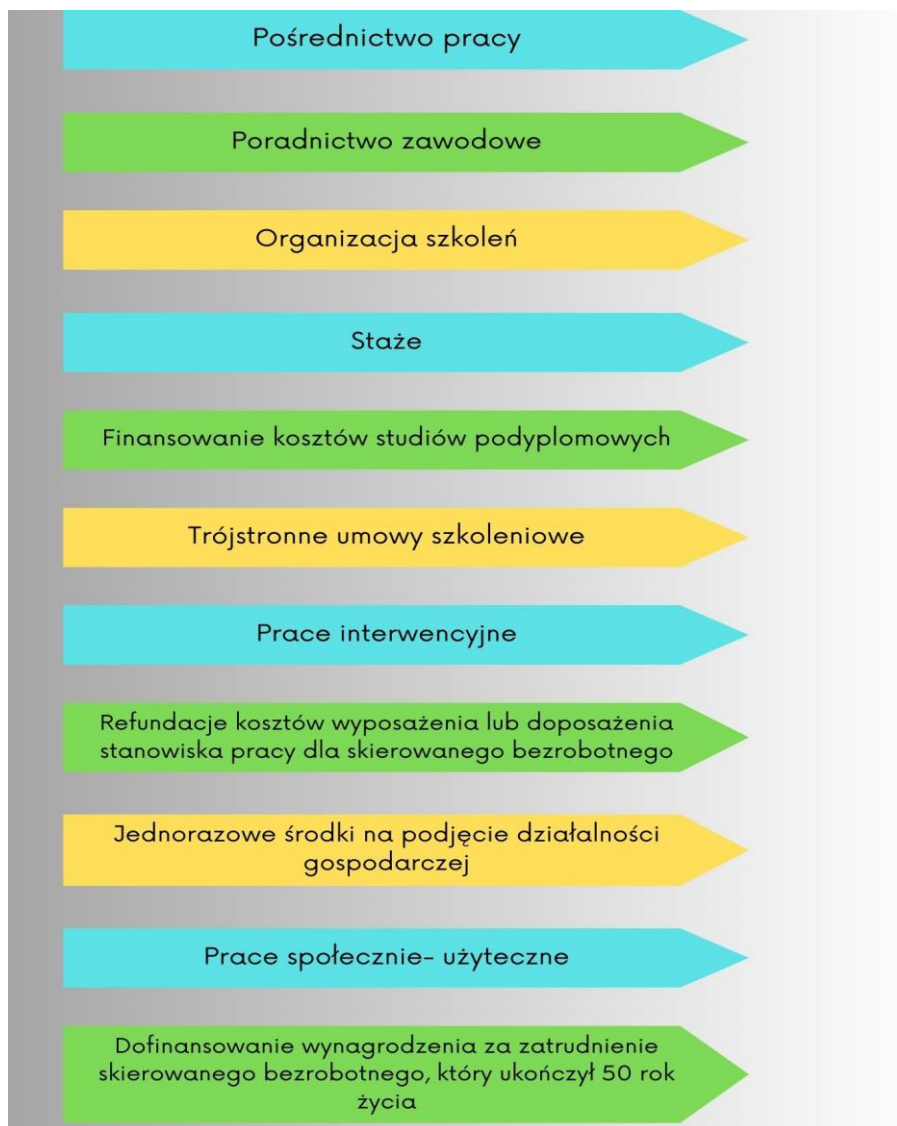 Pośrednictwo pracy
Poradnictwo zawodowe
Organizacja szkoleń
Staże
Finansowanie kosztów studiów podyplomowych
Trójstronne umowy szkoleniowe
Prace interwencyjne
Refundacje kosztów wyposażenia lub doposażenia
stanowiska pracy dla skierowanego bezrobotnego
Jednorazowe środki na podjęcie działalności
gospodarczej
Prace społecznie- użyteczne
Dofinansowanie wynagrodzenia za zatrudnienie
skierowanego bezrobotnego, który ukończył 50 rok
życia